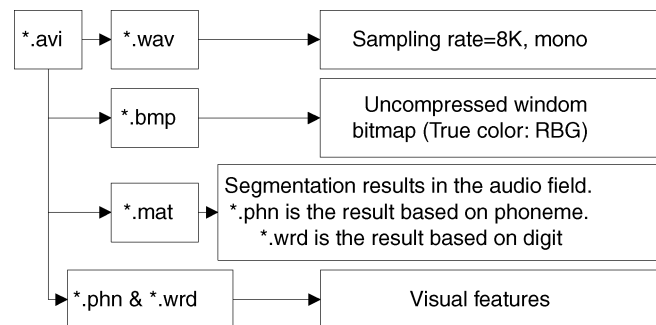 *.avi
*.wav
Sampling rate=8K, mono
*.bmp
Uncompressed windom
bitmap (True color: RBG)
*.mat
Segmentation results in the audio field.
*.phn is the result based on phoneme.
*.wrd is the result based on digit
*.phn & *.wrd
Visual features